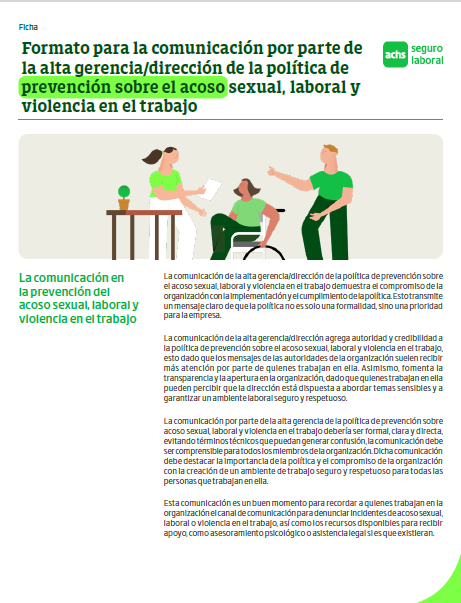 Ficha
Formato para la comunicación por parte de
la alta gerencia/dirección de la política de
prevención sobre el acoso sexual, laboral y
violencia en el trabajo
achs
seguro
laboral
La comunicación en
la prevención del
acoso sexual, laboral y
violencia en el trabajo
La comunicación de la alta gerencia/dirección de la política de prevención sobre
el acoso sexual, laboral y violencia en el trabajo demuestra el compromiso de la
organización con la implementación y el cumplimiento de la política. Esto transmite
un mensaje claro de que la política no es solo una formalidad, sino una prioridad
para la empresa.
La comunicación de la alta gerencia/dirección agrega autoridad y credibilidad a
la política de prevención sobre el acoso sexual, laboral y violencia en el trabajo,
esto dado que los mensajes de las autoridades de la organización suelen recibir
más atención por parte de quienes trabajan en ella. Asimismo, fomenta la
transparencia y la apertura en la organización, dado que quienes trabajan en ella
pueden percibir que la dirección está dispuesta a abordar temas sensibles y a
garantizar un ambiente laboral seguro y respetuoso.
La comunicación por parte de la alta gerencia de la política de prevención sobre
acoso sexual, laboral y violencia en el trabajo debería ser formal, clara y directa,
evitando términos técnicos que puedan generar confusión, la comunicación debe
ser comprensible para todos los miembros de la organización. Dicha comunicación
debe destacar la importancia de la política y el compromiso de la organización
con la creación de un ambiente de trabajo seguro y respetuoso para todas las
personas que trabajan en ella.
Esta comunicación es un buen momento para recordar a quienes trabajan en la
organización el canal de comunicación para denunciar incidentes de acoso sexual,
laboral o violencia en el trabajo, así como los recursos disponibles para recibir
apoyo, como asesoramiento psicológico o asistencia legal si es que existieran.